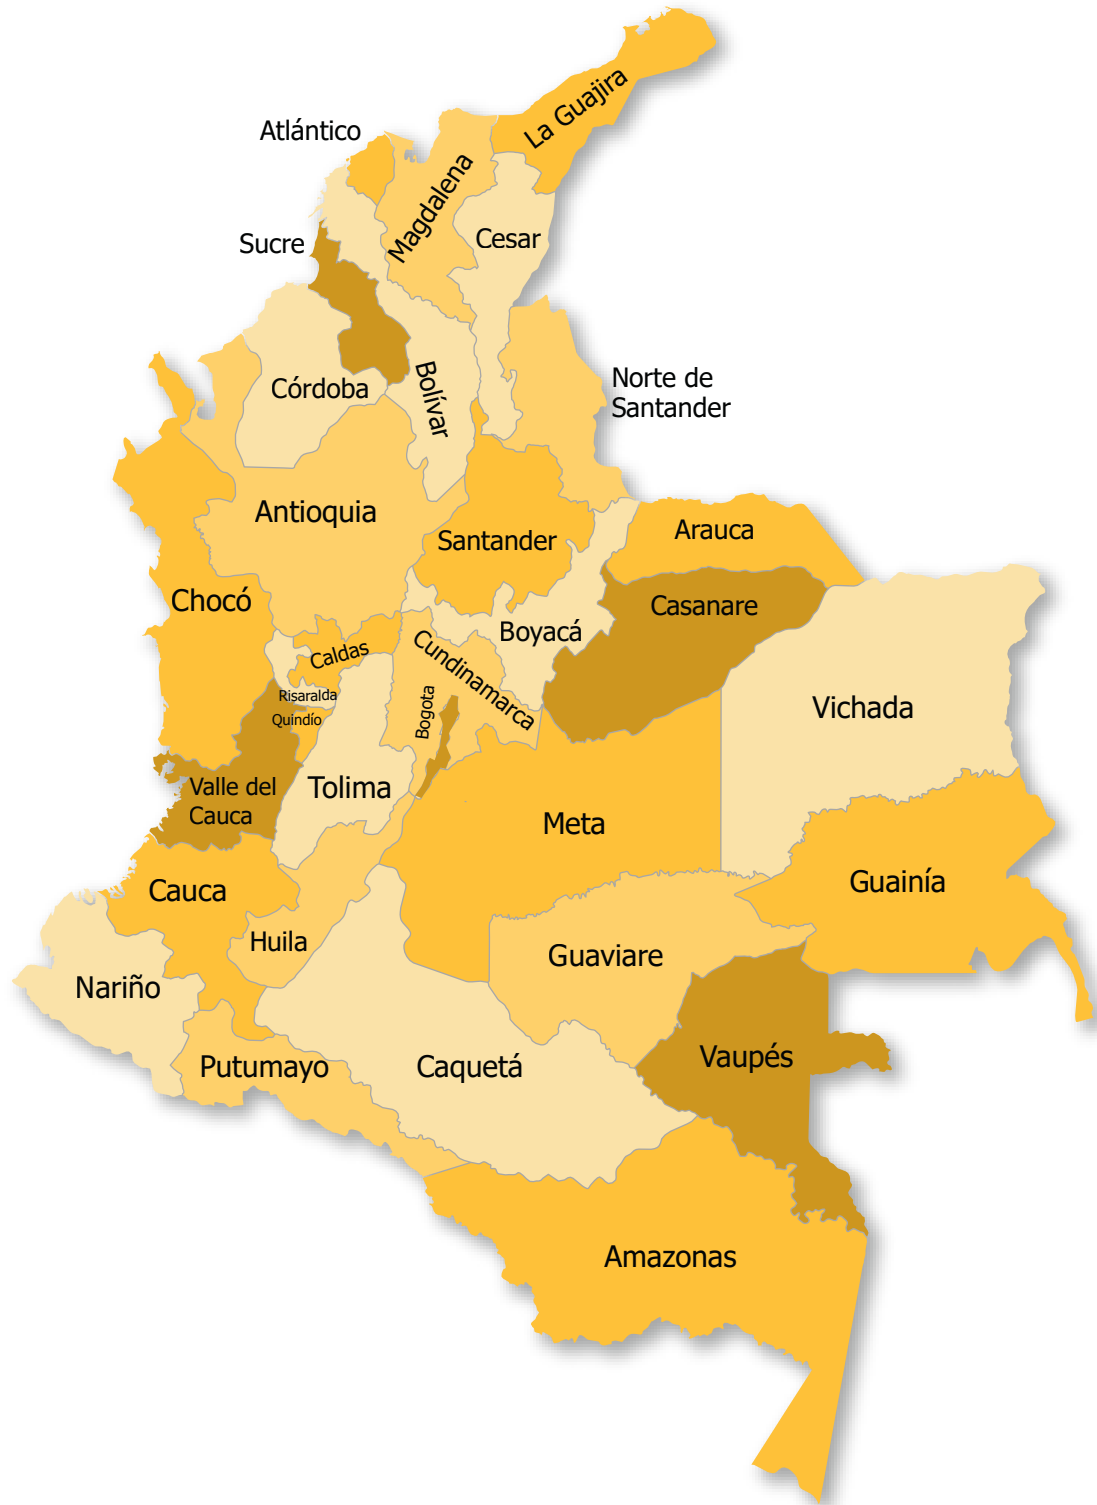 La Guajira
Atlántico
Magdalena
Sucre
Cesar
Norte de
Santander
Córdoba
Bolívar
Antioquia
Santander
Arauca
Chocó
Casanare
Boyacá
Caldas
Cundinamarca
Risaralda
Quindío
Bogota
Vichada
Valle del
Cauca
Tolima
Meta
Cauca
Guainía
Huila
Guaviare
Nariño
Putumayo
Caquetá
Vaupés
Amazonas